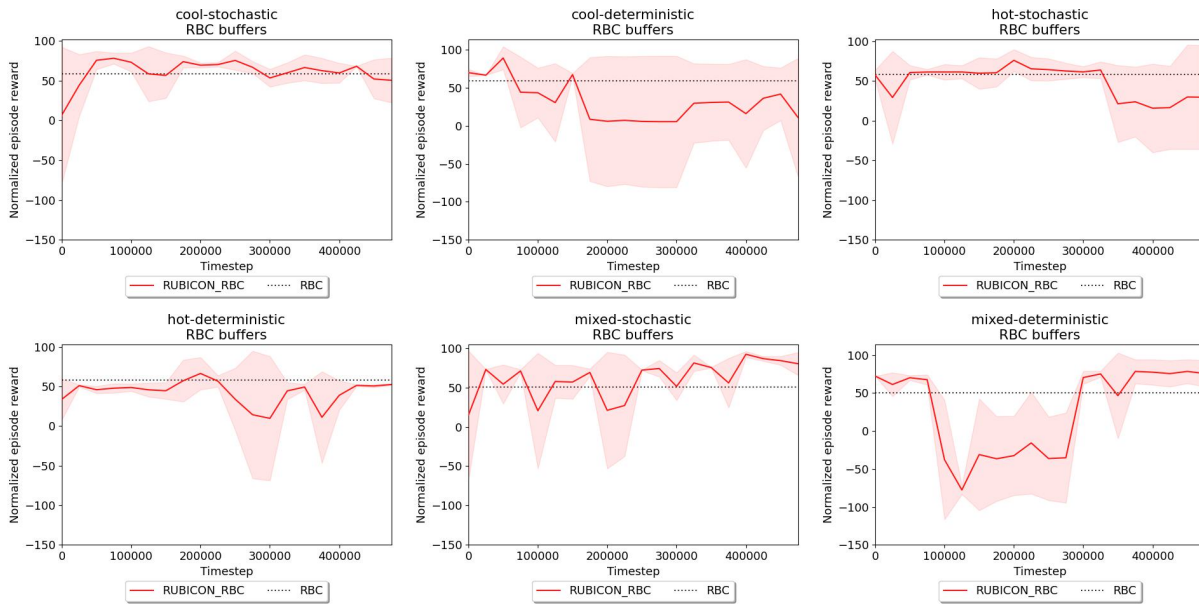 cool-stochastic
RBC buffers
Normalized episode reward
100
50
0
−50
−100
−150
0 100000 200000 300000 400000
Timestep
RUBICON_RBC RBC
cool-deterministic
RBC buffers
Normalized episode reward
100
50
0
−50
−100
−150
0 100000 200000 300000 400000
Timestep
RUBICON_RBC RBC
hot-stochastic
RBC buffers
Normalized episode reward
100
50
0
−50
−100
−150
0 100000 200000 300000 400000
Timestep
RUBICON_RBC RBC
hot-deterministic
RBC buffers
Normalized episode reward
100
50
0
−50
−100
−150
0 100000 200000 300000 400000
Timestep
RUBICON_RBC RBC
mixed-stochastic
RBC buffers
Normalized episode reward
100
50
0
−50
−100
−150
0 100000 200000 300000 400000
Timestep
RUBICON_RBC RBC
mixed-deterministic
RBC buffers
Normalized episode reward
100
50
0
−50
−100
−150
0 100000 200000 300000 400000
Timestep
RUBICON_RBC RBC